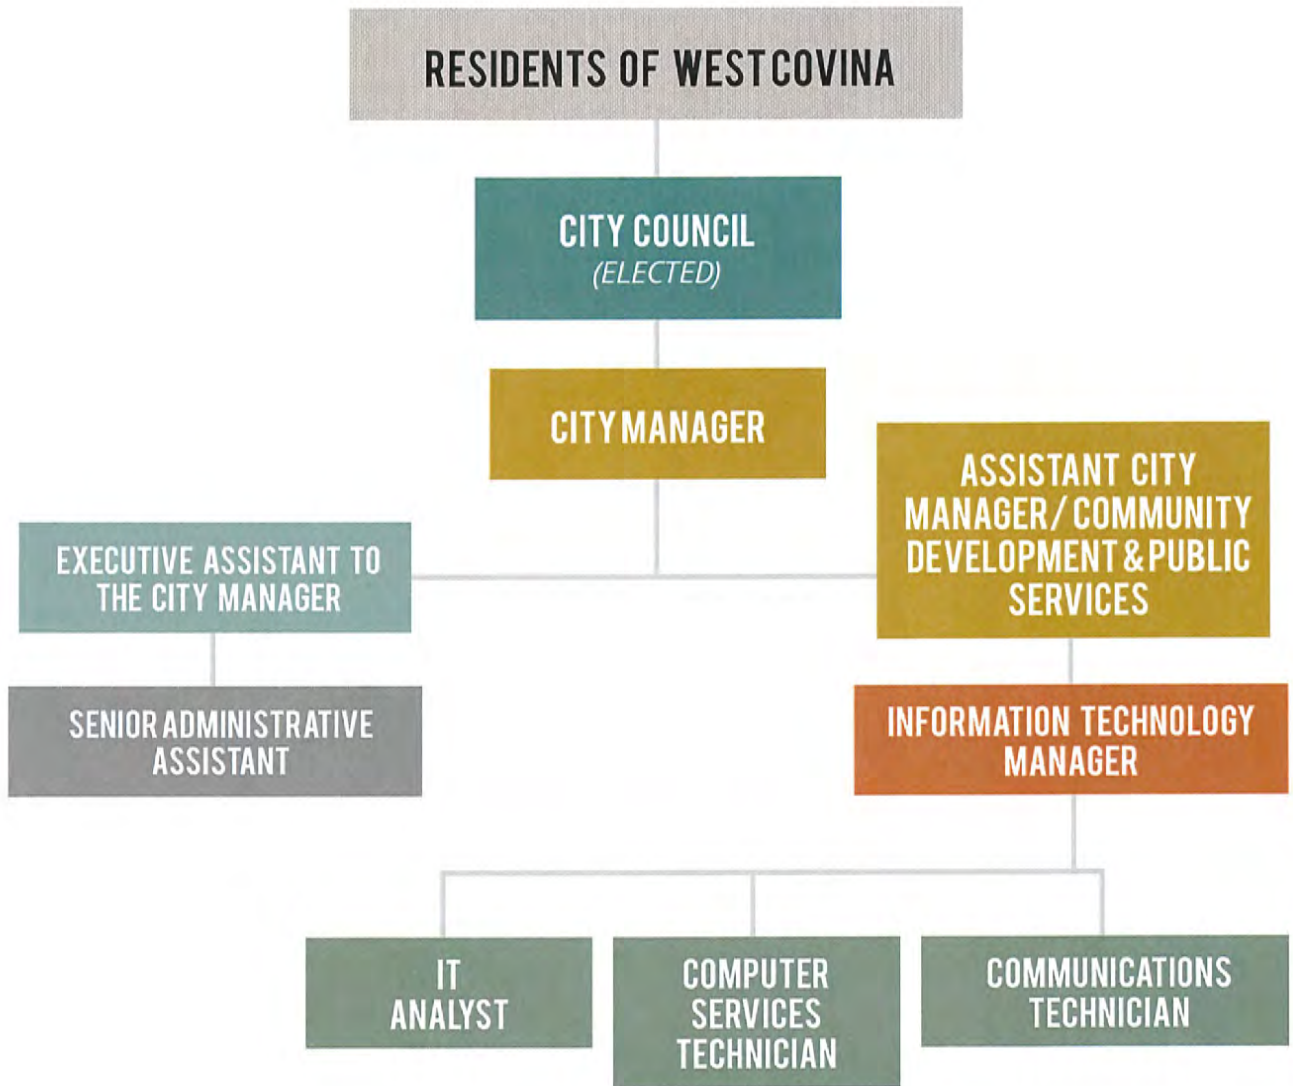 RESIDENTS OF WEST COVINA
CITY COUNCIL
(ELECTED)
CITY MANAGER
ASSISTANT CITY
MANAGER/COMMUNITY
DEVELOPMENT & PUBLIC
SERVICES
EXECUTIVE ASSISTANT TO
THE CITY MANAGER
SENIOR ADMINISTRATIVE
ASSISTANT
INFORMATION TECHNOLOGY
MANAGER
IT
ANALYST
COMPUTER
SERVICES
TECHNICIAN
COMMUNICATIONS
TECHNICIAN